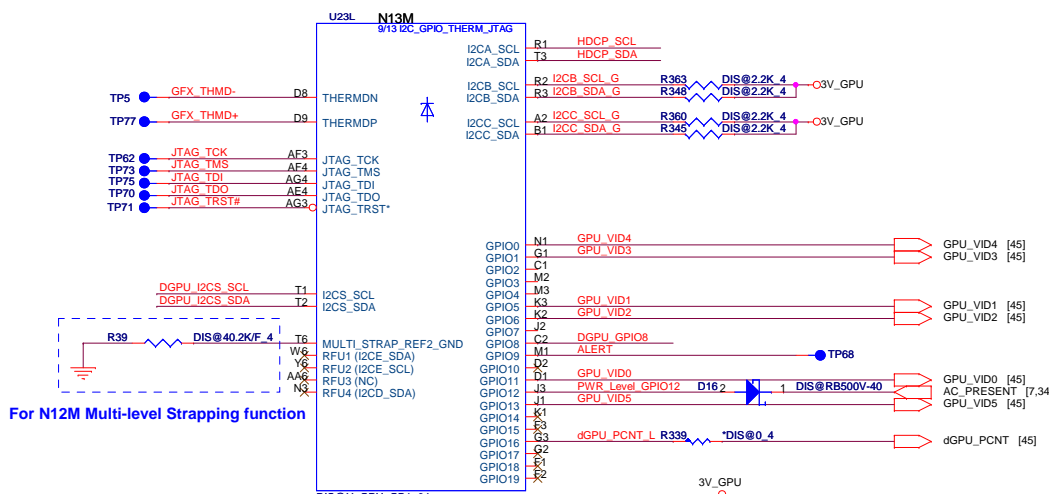 U23L N13M
9/13 I2C_GPIO_THERM_JTAG
I2CA_SCL R1 HDCP_SCL
I2CA_SDA T3 HDCP_SDA
I2CB_SCL R2 I2CB_SCL_G R363 DIS@2.2K_4 3V_GPU
I2CB_SDA R3 I2CB_SDA_G R348 DIS@2.2K_4
TP5 GFX_THMD- D8 THERMDN
TP77 GFX_THMD+ D9 THERMDP
I2CC_SCL A2 I2CC_SCL_G R360 DIS@2.2K_4 3V_GPU
I2CC_SDA B1 I2CC_SDA_G R345 DIS@2.2K_4
TP62 JTAG_TCK AF3 JTAG_TCK
TP73 JTAG_TMS AF4 JTAG_TMS
TP75 JTAG_TDI AG4 JTAG_TDI
TP70 JTAG_TDO AE4 JTAG_TDO
TP71 JTAG_TRST# AG3 JTAG_TRST*
GPIO0 N1 GPU_VID4 GPU_VID4 [45]
GPIO1 G1 GPU_VID3 GPU_VID3 [45]
GPIO2 C1
GPIO3 M2
GPIO4 M3
DGPU_I2CS_SCL T1 I2CS_SCL
DGPU_I2CS_SDA T2 I2CS_SDA
GPIO5 K3 GPU_VID1 GPU_VID1 [45]
GPIO6 K2 GPU_VID2 GPU_VID2 [45]
GPIO7 J2
R39 DIS@40.2K/F_4 T6 MULTI_STRAP_REF2_GND
GPIO8 C2 DGPU_GPIO8
W6 RFU1 (I2CE_SDA)
GPIO9 M1 ALERT TP68
Y6 RFU2 (I2CE_SCL)
GPIO10 D2
AA6 RFU3 (NC)
GPIO11 D1 GPU_VID0 GPU_VID0 [45]
N3 RFU4 (I2CD_SDA)
GPIO12 J3 PWR_Level_GPIO12 D16 2 1 DIS@RB500V-40 AC_PRESENT [7,34
GPIO13 J1 GPU_VID5 GPU_VID5 [45]
For N12M Multi-level Strapping function
GPIO14 K1
GPIO15 F3
GPIO16 G3 dGPU_PCNT_L R339 *DIS@0_4 dGPU_PCNT [45]
GPIO17 G2
GPIO18 F1
GPIO19 F2
3V_GPU